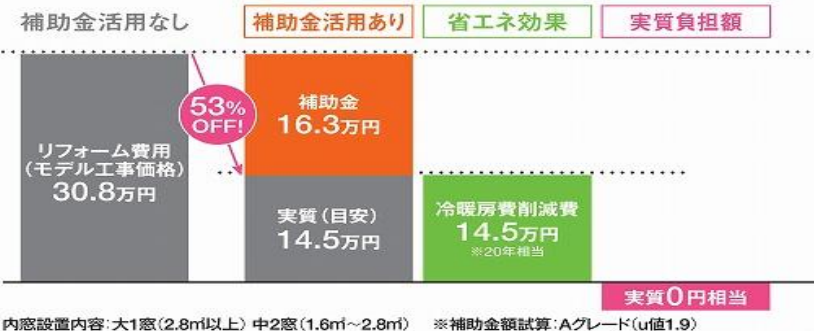 補助金活用なし
補助金活用あり
省エネ効果
実質負担額
53%
OFF!
リフォーム費用
(モデル工事価格)
30.8万円
補助金
16.3万円
実質(目安)
14.5万円
冷暖房費削減費
14.5万円
※20年相当
実質0円相当
内窓設置内容:大1窓(2.8㎡以上) 中2窓(1.6㎡～2.8㎡) ※補助金額試算:Aグレード(u値1.9)